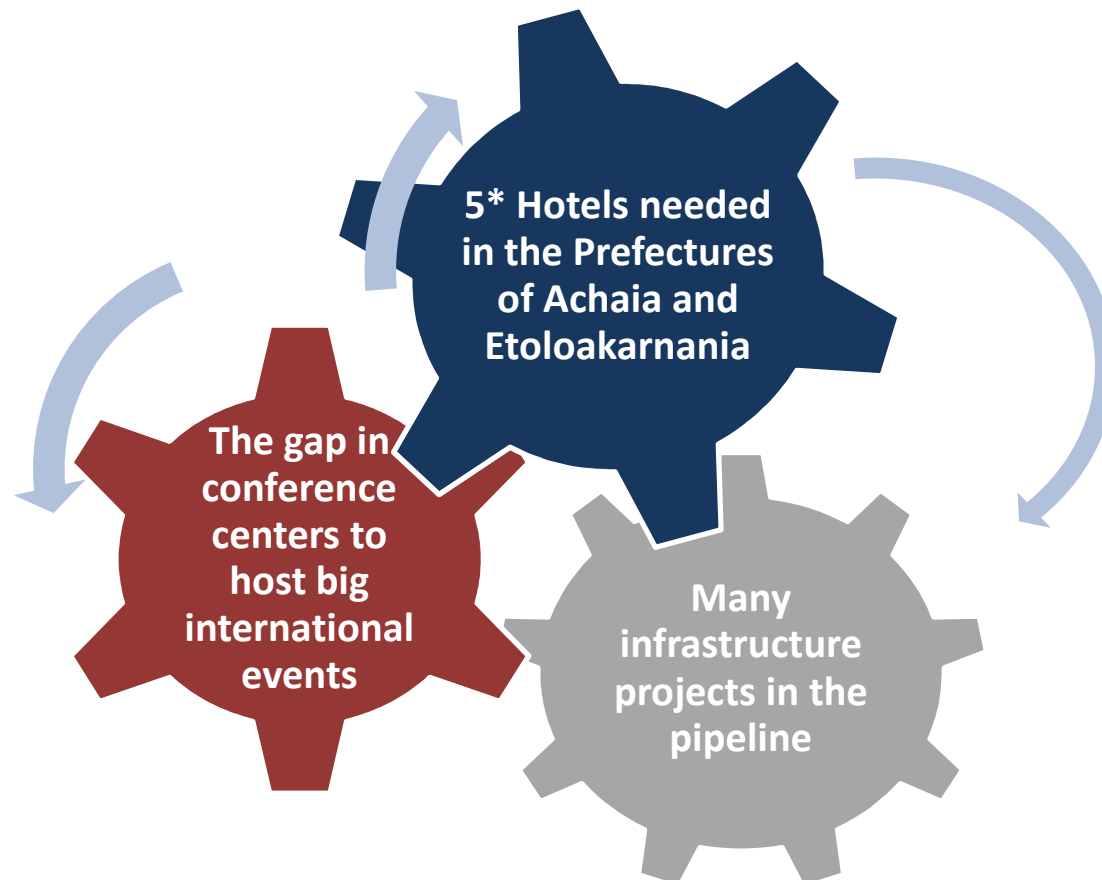 5* Hotels needed
in the Prefectures
of Achaia and
Etoloakarnania
The gap in
conference
centers to
host big
international
events
Many
infrastructure
projects in the
pipeline